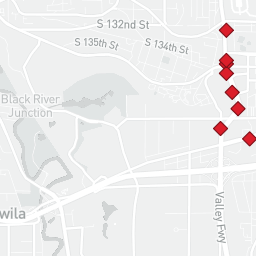 S 132nd St
S 135th St
S 134th St
Black River
Junction
wila
Valley Fwy